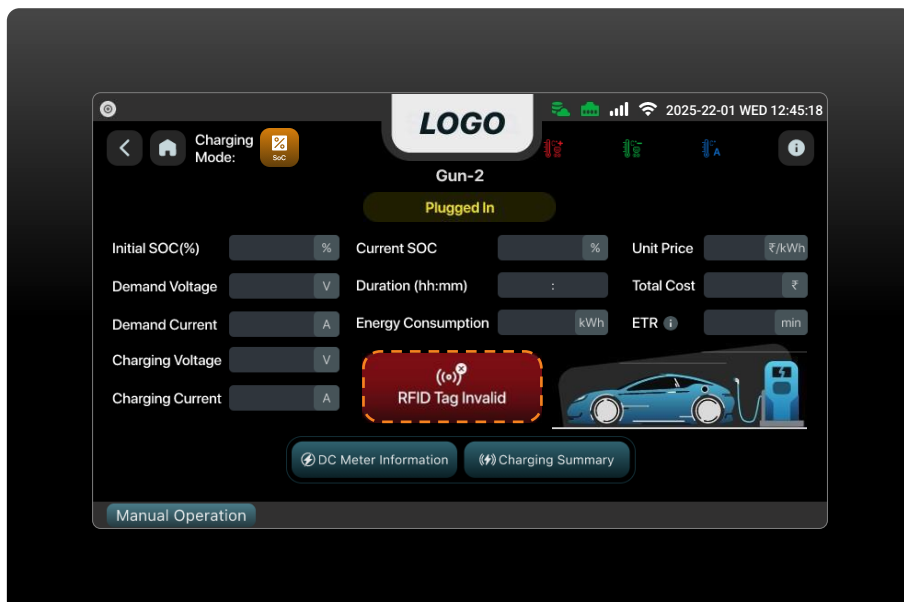 LOGO
2025-22-01 WED 12:45:18
Charging
Mode:
SoC
Gun-2
Plugged In
Initial SOC(%) %
Current SOC %
Unit Price ₹/kWh
Demand Voltage V
Duration (hh:mm) :
Total Cost ₹
Demand Current A
Energy Consumption kWh
ETR min
Charging Voltage V
Charging Current A
RFID Tag Invalid
DC Meter Information
Charging Summary
Manual Operation